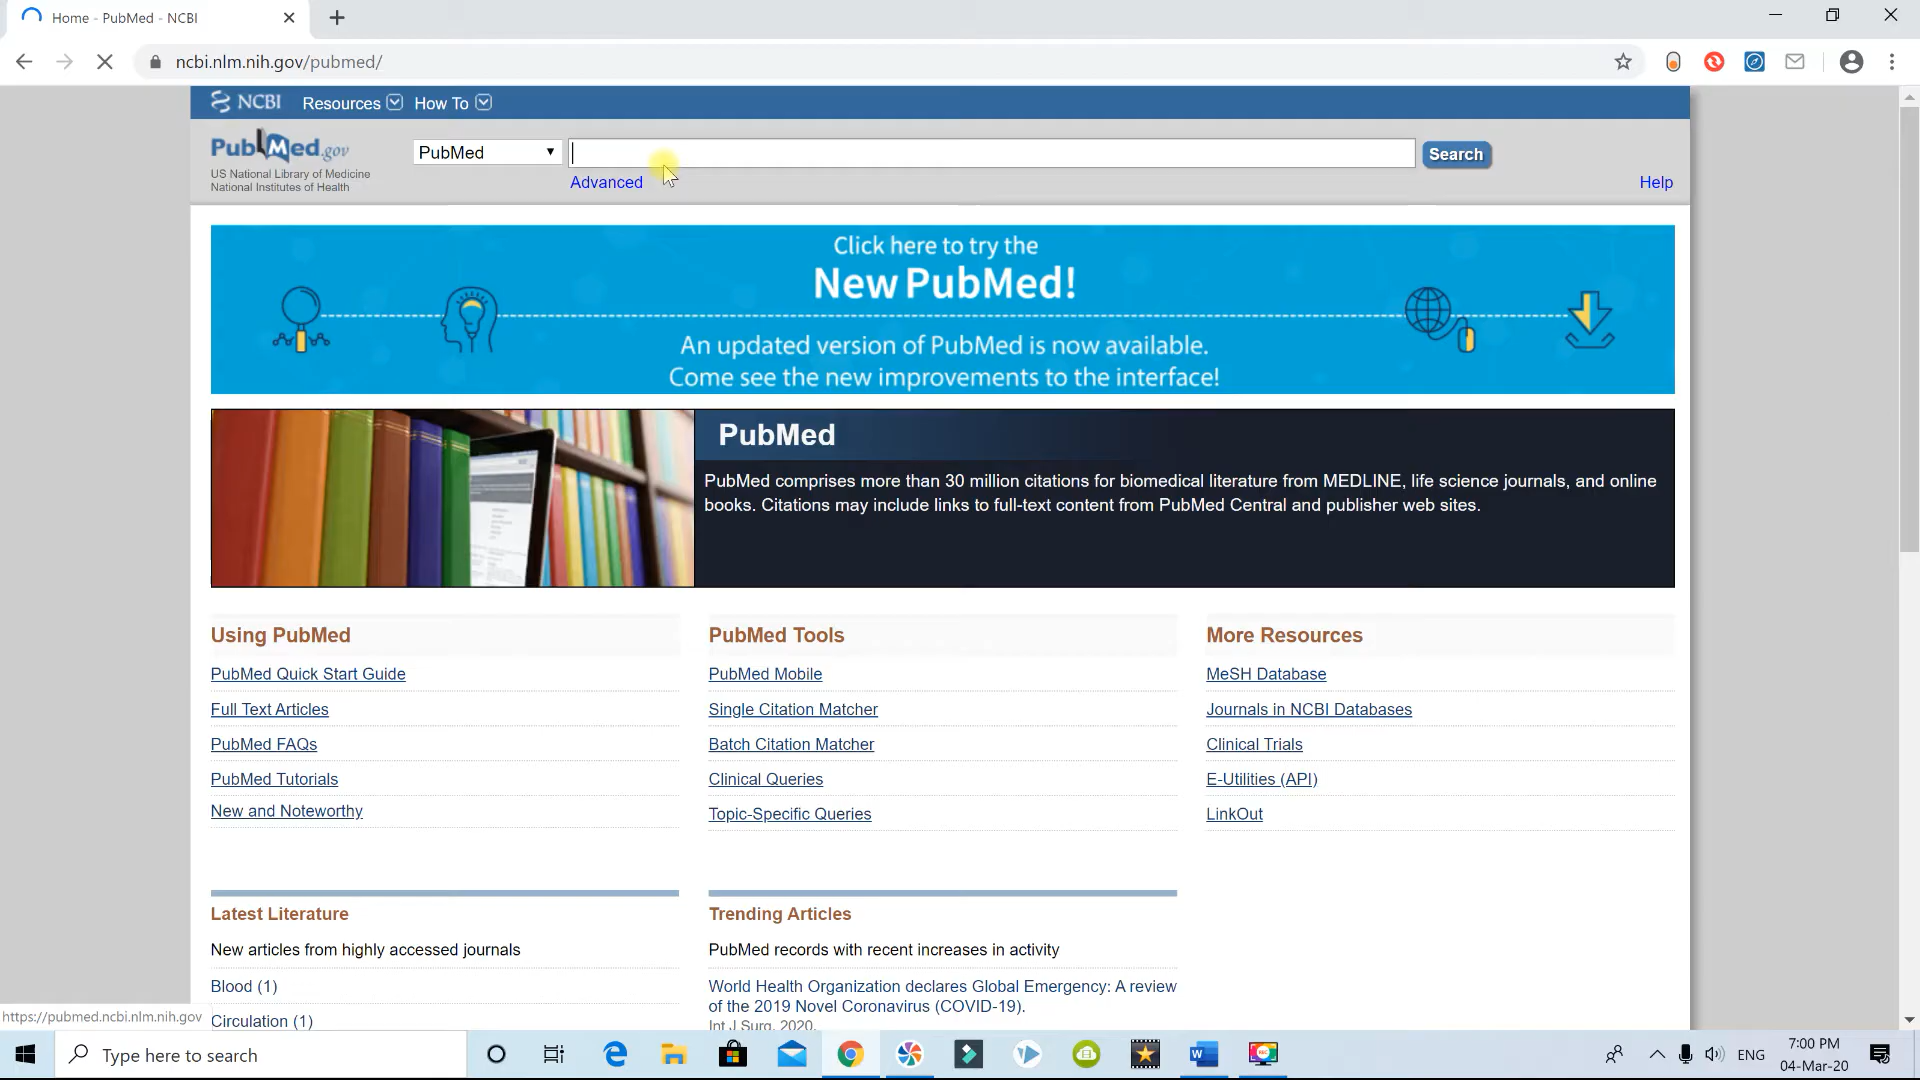 Home - PubMed - NCBI
ncbi.nlm.nih.gov/pubmed/
NCBI Resources How To
PubMed.gov
US National Library of Medicine
National Institutes of Health
PubMed
Search
Advanced
Help
Click here to try the
New PubMed!
An updated version of PubMed is now available.
Come see the new improvements to the interface!
PubMed
PubMed comprises more than 30 million citations for biomedical literature from MEDLINE, life science journals, and online
books. Citations may include links to full-text content from PubMed Central and publisher web sites.
Using PubMed
PubMed Quick Start Guide
Full Text Articles
PubMed FAQs
PubMed Tutorials
New and Noteworthy
PubMed Tools
PubMed Mobile
Single Citation Matcher
Batch Citation Matcher
Clinical Queries
Topic-Specific Queries
More Resources
MeSH Database
Journals in NCBI Databases
Clinical Trials
E-Utilities (API)
LinkOut
Latest Literature
New articles from highly accessed journals
Blood (1)
Circulation (1)
Trending Articles
PubMed records with recent increases in activity
World Health Organization declares Global Emergency: A review
of the 2019 Novel Coronavirus (COVID-19).
Int J Surg. 2020.
https://pubmed.ncbi.nlm.nih.gov
Type here to search
ENG
7:00 PM
04-Mar-20